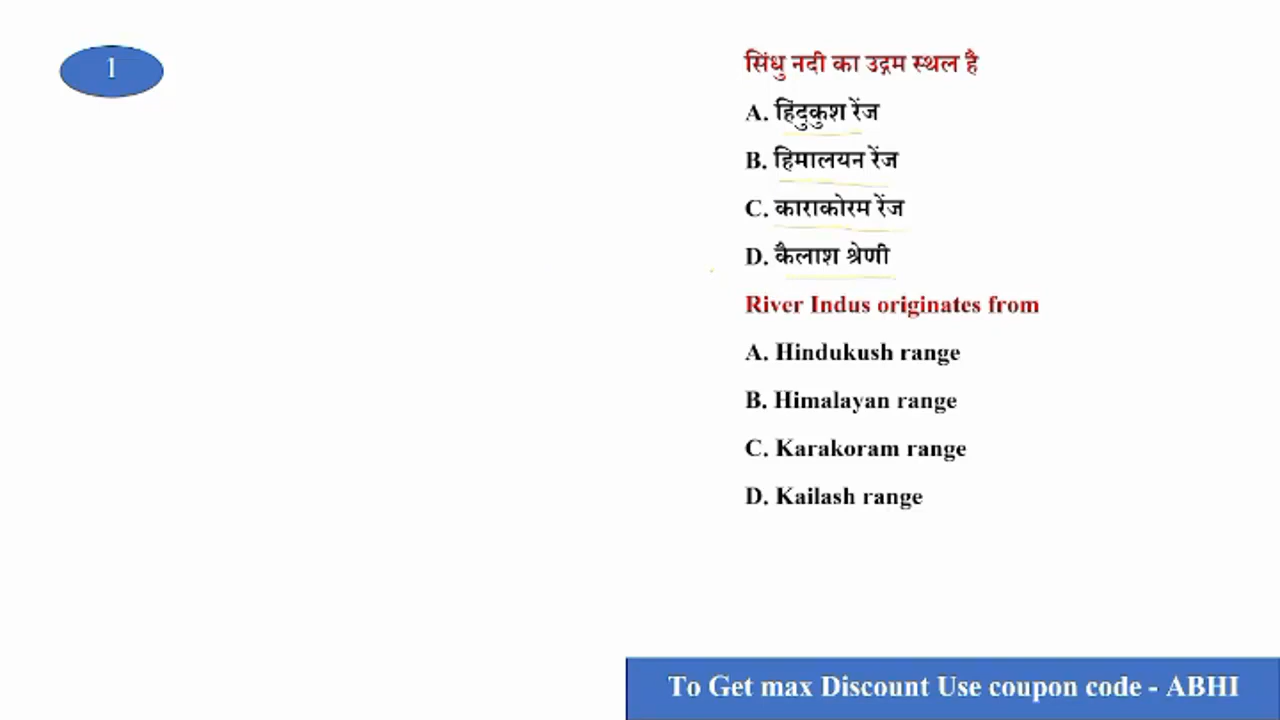 1
सिंधु नदी का उद्गम स्थल है
A. हिंदुकुश रेंज
B. हिमालयन रेंज
C. काराकोरम रेंज
D. कैलाश श्रेणी
River Indus originates from
A. Hindukush range
B. Himalayan range
C. Karakoram range
D. Kailash range
To Get max Discount Use coupon code - ABHI